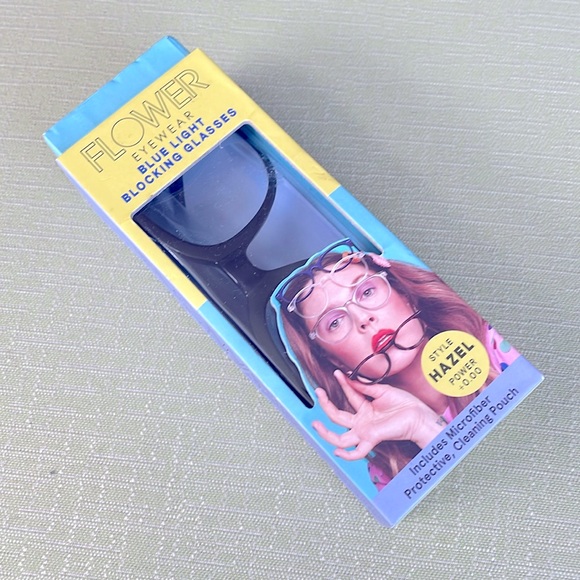 FLOWER
EYEWEAR
BLUE LIGHT
BLOCKING GLASSES
STYLE
HAZEL
POWER
+0.00
Includes Microfiber
Protective, Cleaning Pouch